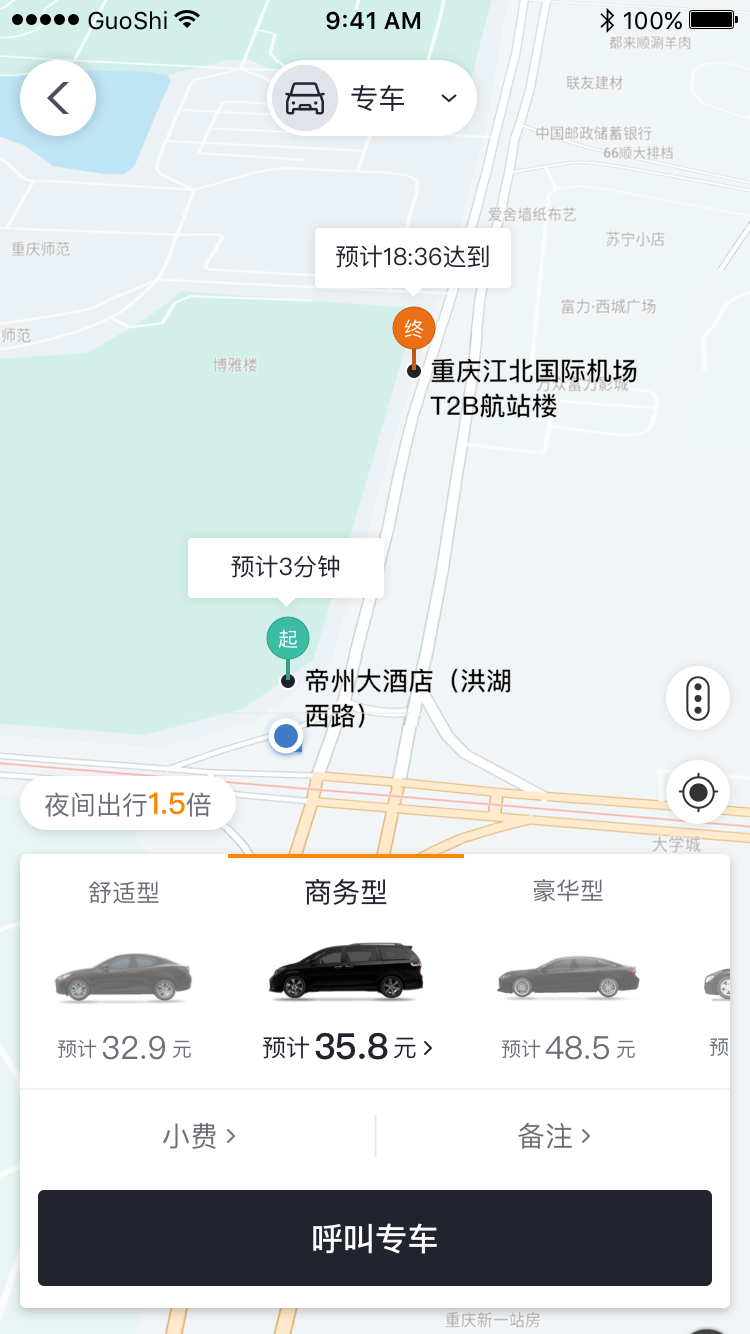 GuoShi
9:41 AM
100%
都来顺涮羊肉
联友建材
专车
中国邮政储蓄银行
66顺大排档
爱舍墙纸布艺
苏宁小店
重庆师范
预计18:36达到
富力·西城广场
终
师范
博雅楼
重庆江北国际机场
万众富力影城
T2B航站楼
预计3分钟
起
帝州大酒店（洪湖
西路）
夜间出行1.5倍
大学城
舒适型
商务型
豪华型
预计32.9元
预计35.8元
预计48.5元
预
小费
备注
呼叫专车
重庆新一站房